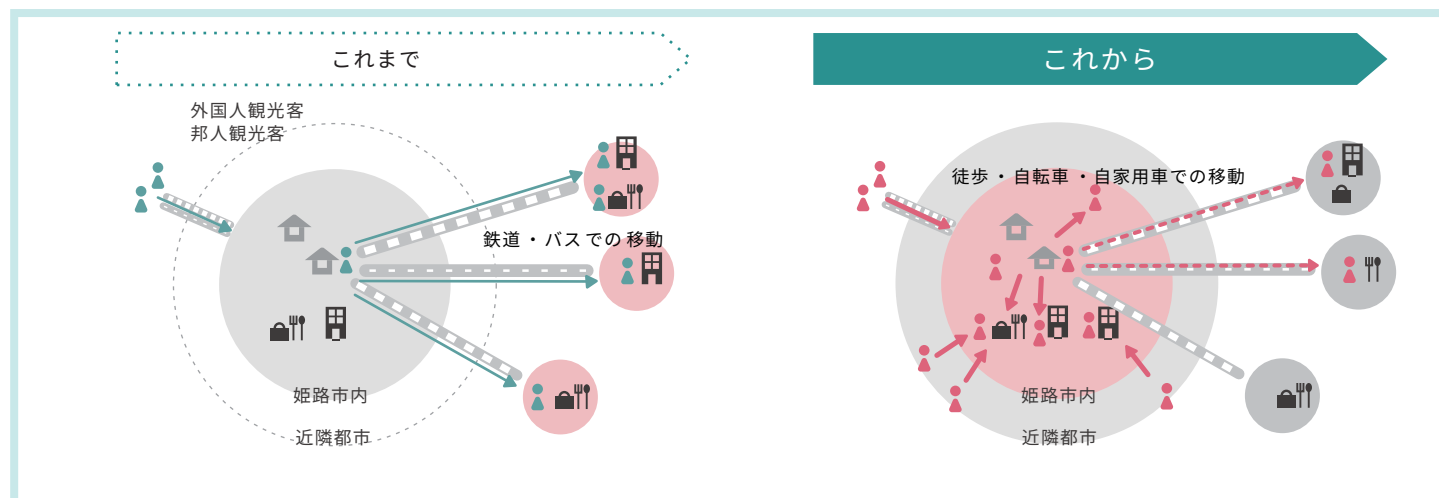 これまで
外国人観光客
邦人観光客
鉄道・バスでの移動
姫路市内
近隣都市
これから
徒歩・自転車・自家用車での移動
姫路市内
近隣都市